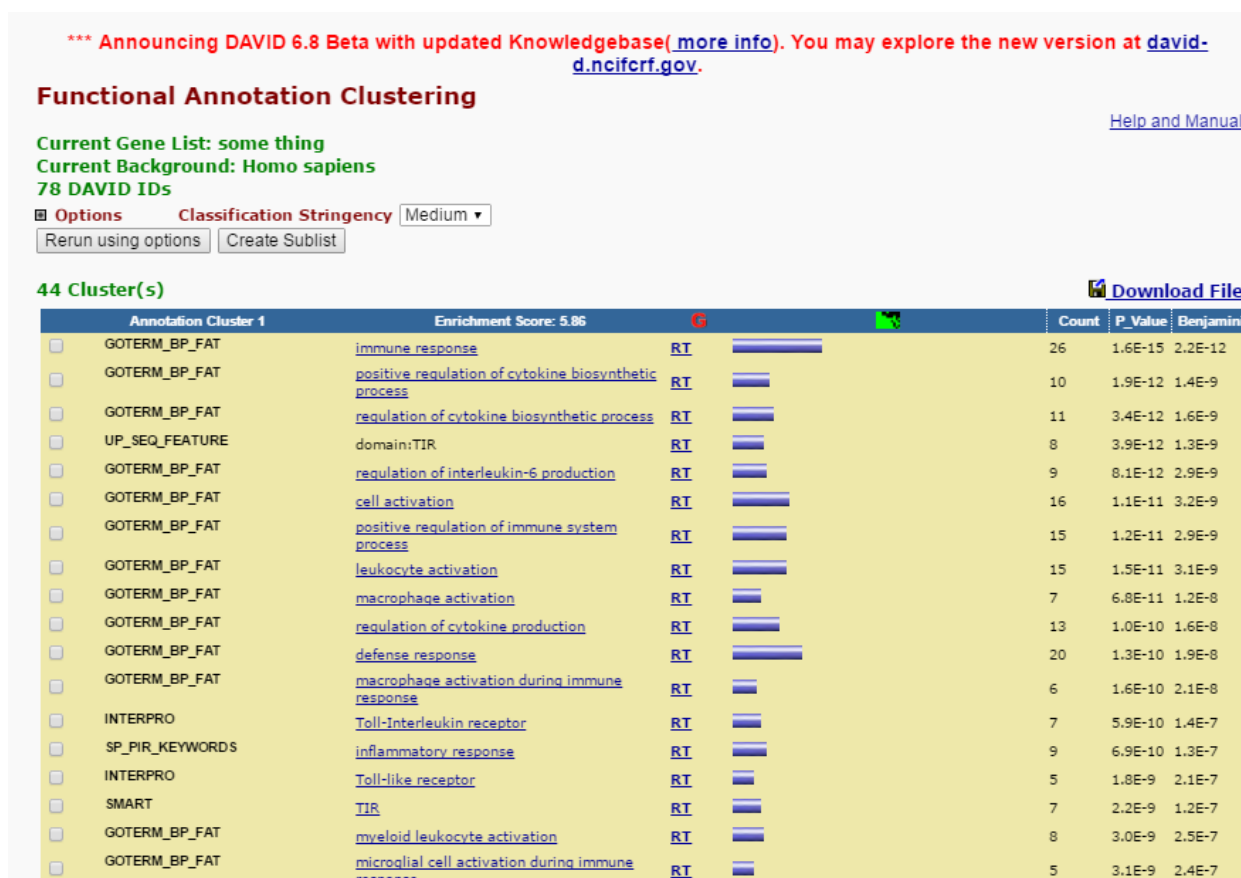 *** Announcing DAVID 6.8 Beta with updated Knowledgebase( more info). You may explore the new version at david-
d.ncifcrf.gov.
Functional Annotation Clustering
Help and Manual
Current Gene List: some thing
Current Background: Homo sapiens
78 DAVID IDs
Options Classification Stringency Medium
Rerun using options Create Sublist
44 Cluster(s) Download File
Annotation Cluster 1 Enrichment Score: 5.86 G Count P_Value Benjamin
GOTERM_BP_FAT immune response RT 26 1.6E-15 2.2E-12
GOTERM_BP_FAT positive regulation of cytokine biosynthetic
process RT 10 1.9E-12 1.4E-9
GOTERM_BP_FAT regulation of cytokine biosynthetic process RT 11 3.4E-12 1.6E-9
UP_SEQ_FEATURE domain:TIR RT 8 3.9E-12 1.3E-9
GOTERM_BP_FAT regulation of interleukin-6 production RT 9 8.1E-12 2.9E-9
GOTERM_BP_FAT cell activation RT 16 1.1E-11 3.2E-9
GOTERM_BP_FAT positive regulation of immune system
process RT 15 1.2E-11 2.9E-9
GOTERM_BP_FAT leukocyte activation RT 15 1.5E-11 3.1E-9
GOTERM_BP_FAT macrophage activation RT 7 6.8E-11 1.2E-8
GOTERM_BP_FAT regulation of cytokine production RT 13 1.0E-10 1.6E-8
GOTERM_BP_FAT defense response RT 20 1.3E-10 1.9E-8
GOTERM_BP_FAT macrophage activation during immune
response RT 6 1.6E-10 2.1E-8
INTERPRO Toll-Interleukin receptor RT 7 5.9E-10 1.4E-7
SP_PIR_KEYWORDS inflammatory response RT 9 6.9E-10 1.3E-7
INTERPRO Toll-like receptor RT 5 1.8E-9 2.1E-7
SMART TIR RT 7 2.2E-9 1.2E-7
GOTERM_BP_FAT myeloid leukocyte activation RT 8 3.0E-9 2.5E-7
GOTERM_BP_FAT microglial cell activation during immune
RT 5 3.1E-9 2.4E-7